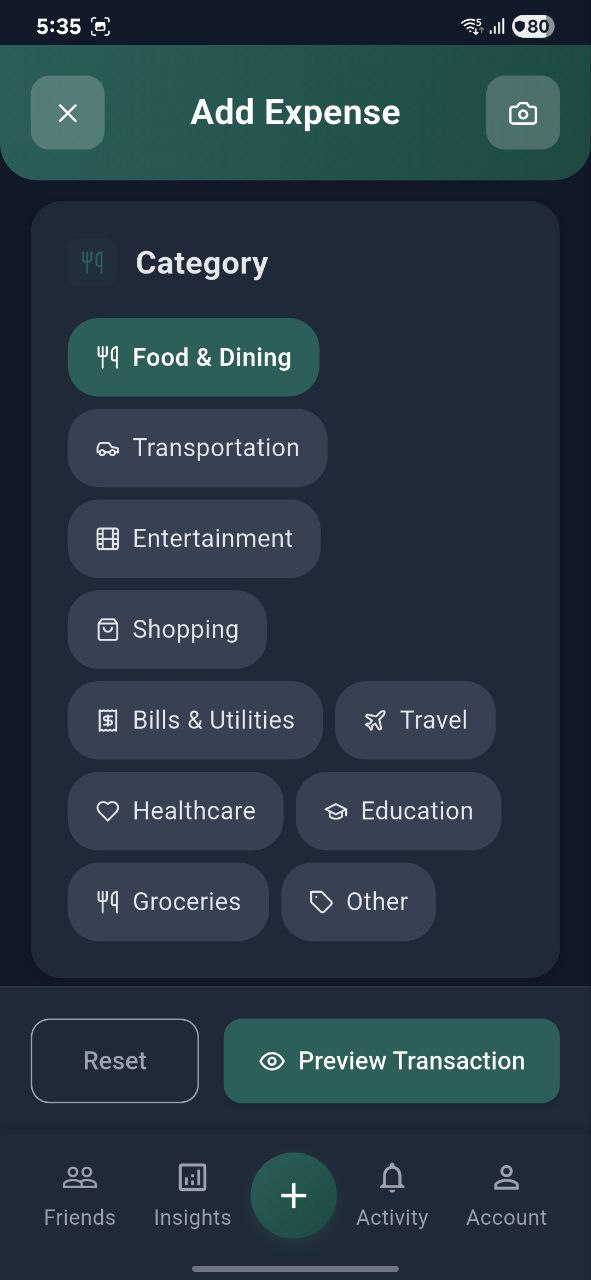 5:35 5 80
Add Expense
Category
Food & Dining
Transportation
Entertainment
Shopping
Bills & Utilities Travel
Healthcare Education
Groceries Other
Reset Preview Transaction
Friends Insights Activity Account